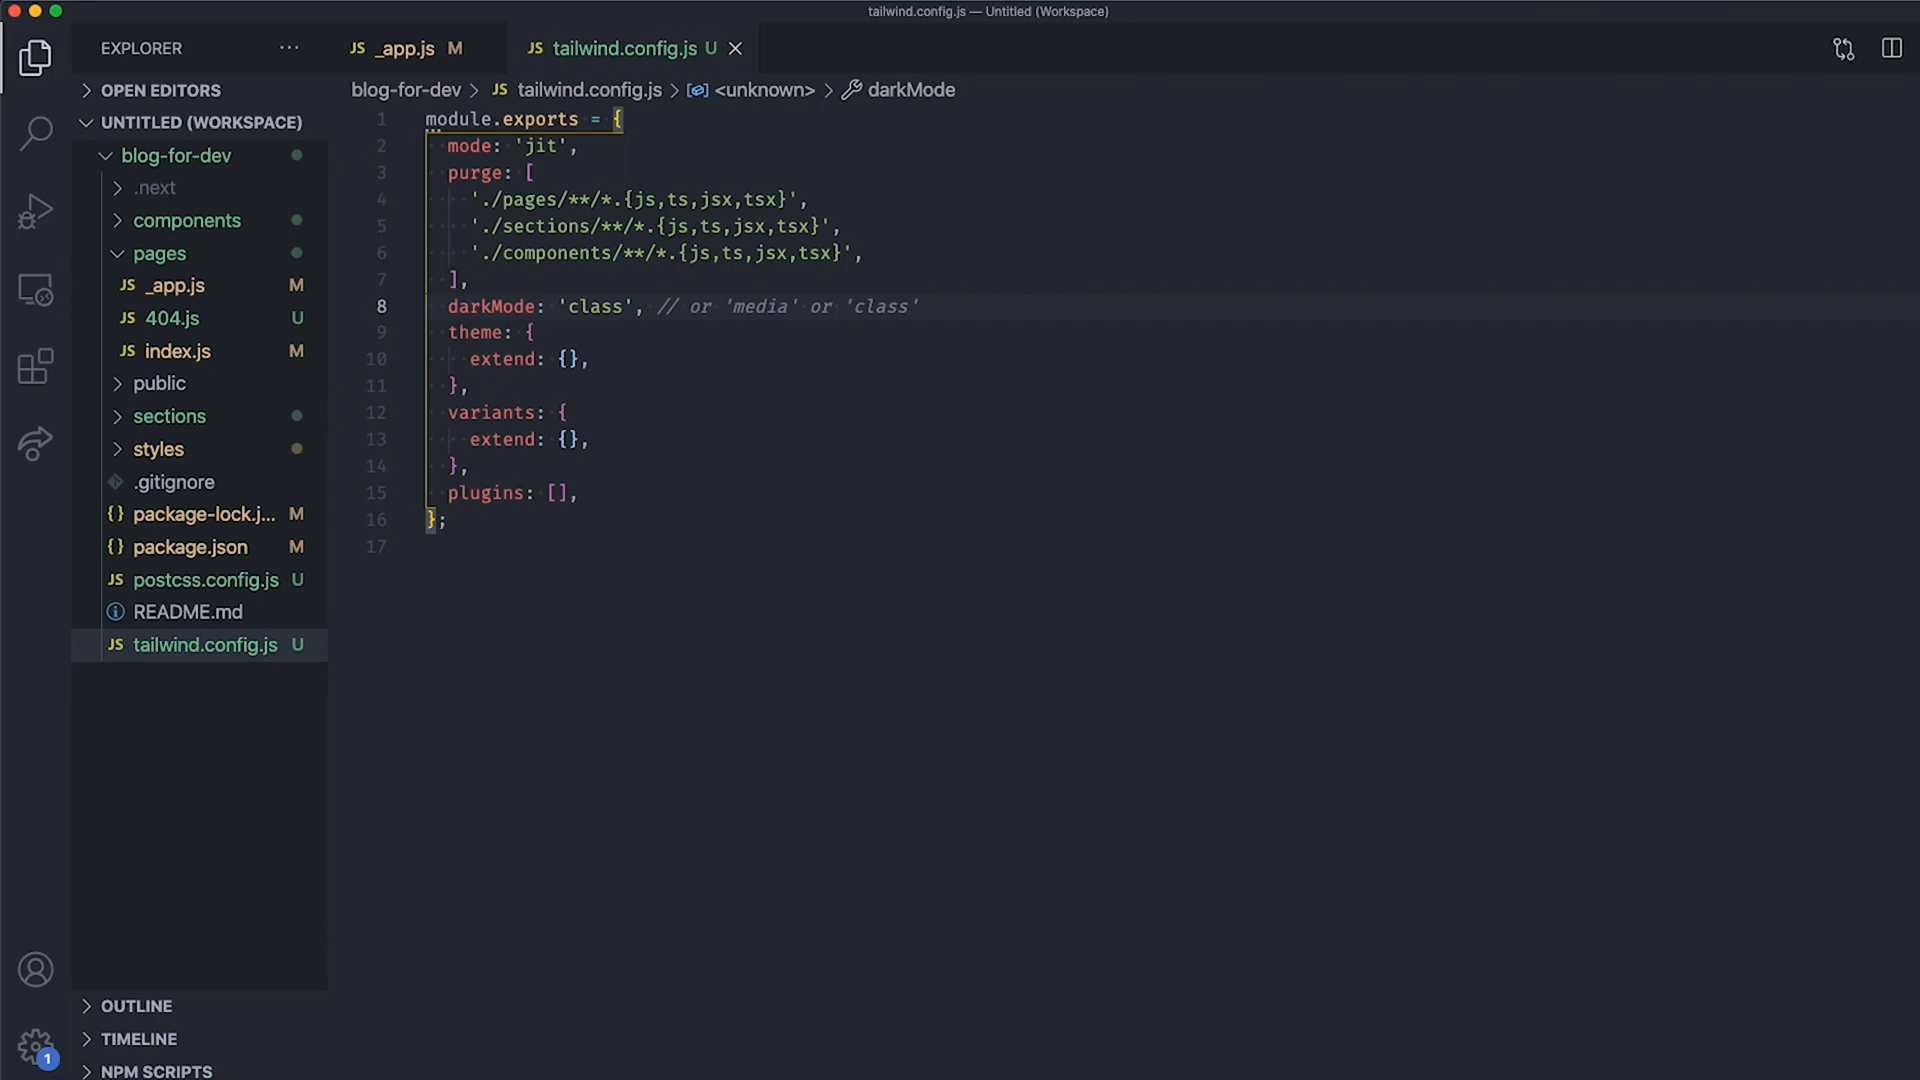 tailwind.config.js — Untitled (Workspace)
EXPLORER
JS _app.js M
JS tailwind.config.js U
OPEN EDITORS
UNTITLED (WORKSPACE)
blog-for-dev
.next
components
pages
JS _app.js M
JS 404.js U
JS index.js M
public
sections
styles
.gitignore
{} package-lock.j... M
{} package.json M
JS postcss.config.js U
README.md
JS tailwind.config.js U
OUTLINE
TIMELINE
NPM SCRIPTS
1
blog-for-dev > JS tailwind.config.js > <unknown> > darkMode
1 module.exports = {
2 mode: 'jit',
3 purge: [
4 './pages/**/*.{js,ts,jsx,tsx}',
5 './sections/**/*.{js,ts,jsx,tsx}',
6 './components/**/*.{js,ts,jsx,tsx}',
7 ],
8 darkMode: 'class', // or 'media' or 'class'
9 theme: {
10 extend: {},
11 },
12 variants: {
13 extend: {},
14 },
15 plugins: [],
16 };
17